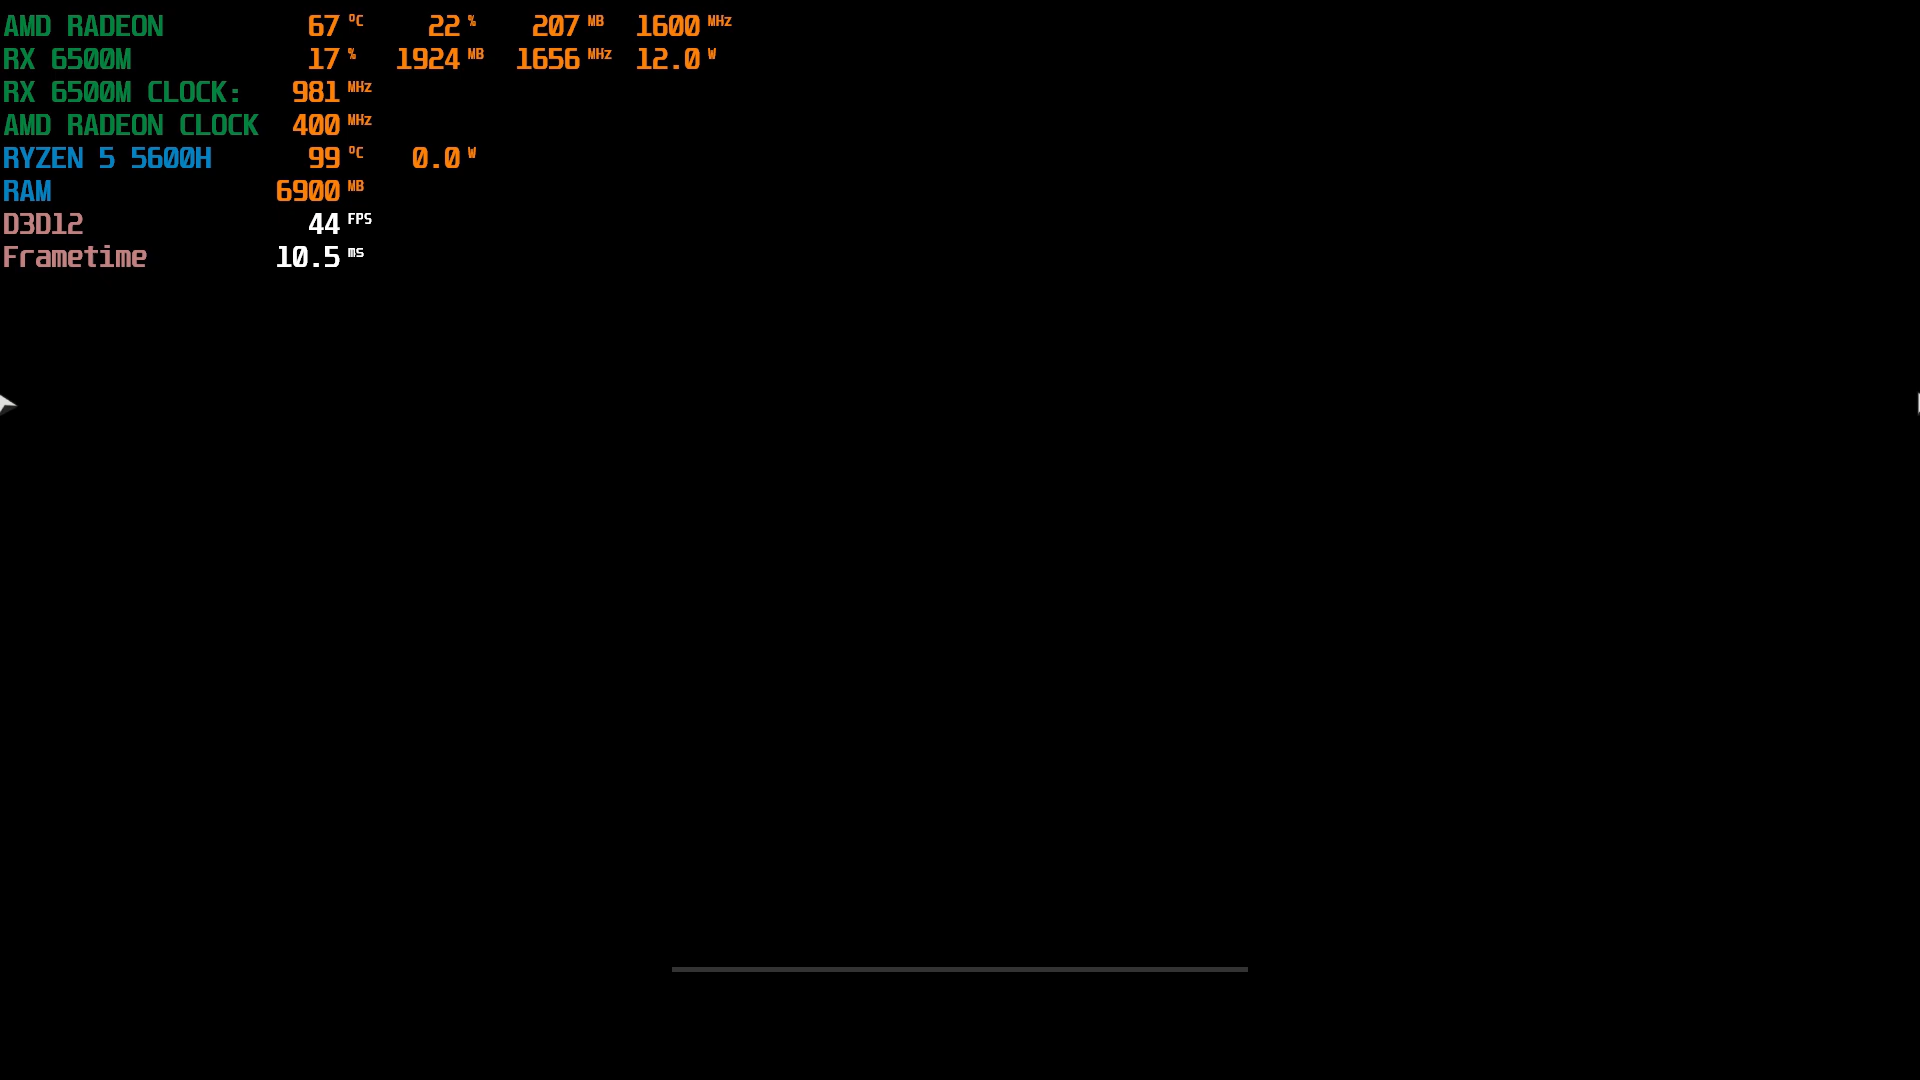 AMD RADEON 67 °C 22 % 207 MB 1600 MHz
RX 6500M 17 % 1924 MB 1656 MHz 12.0 W
RX 6500M CLOCK: 981 MHz
AMD RADEON CLOCK 400 MHz
RYZEN 5 5600H 99 °C 0.0 W
RAM 6900 MB
D3D12 44 FPS
Frametime 10.5 ms